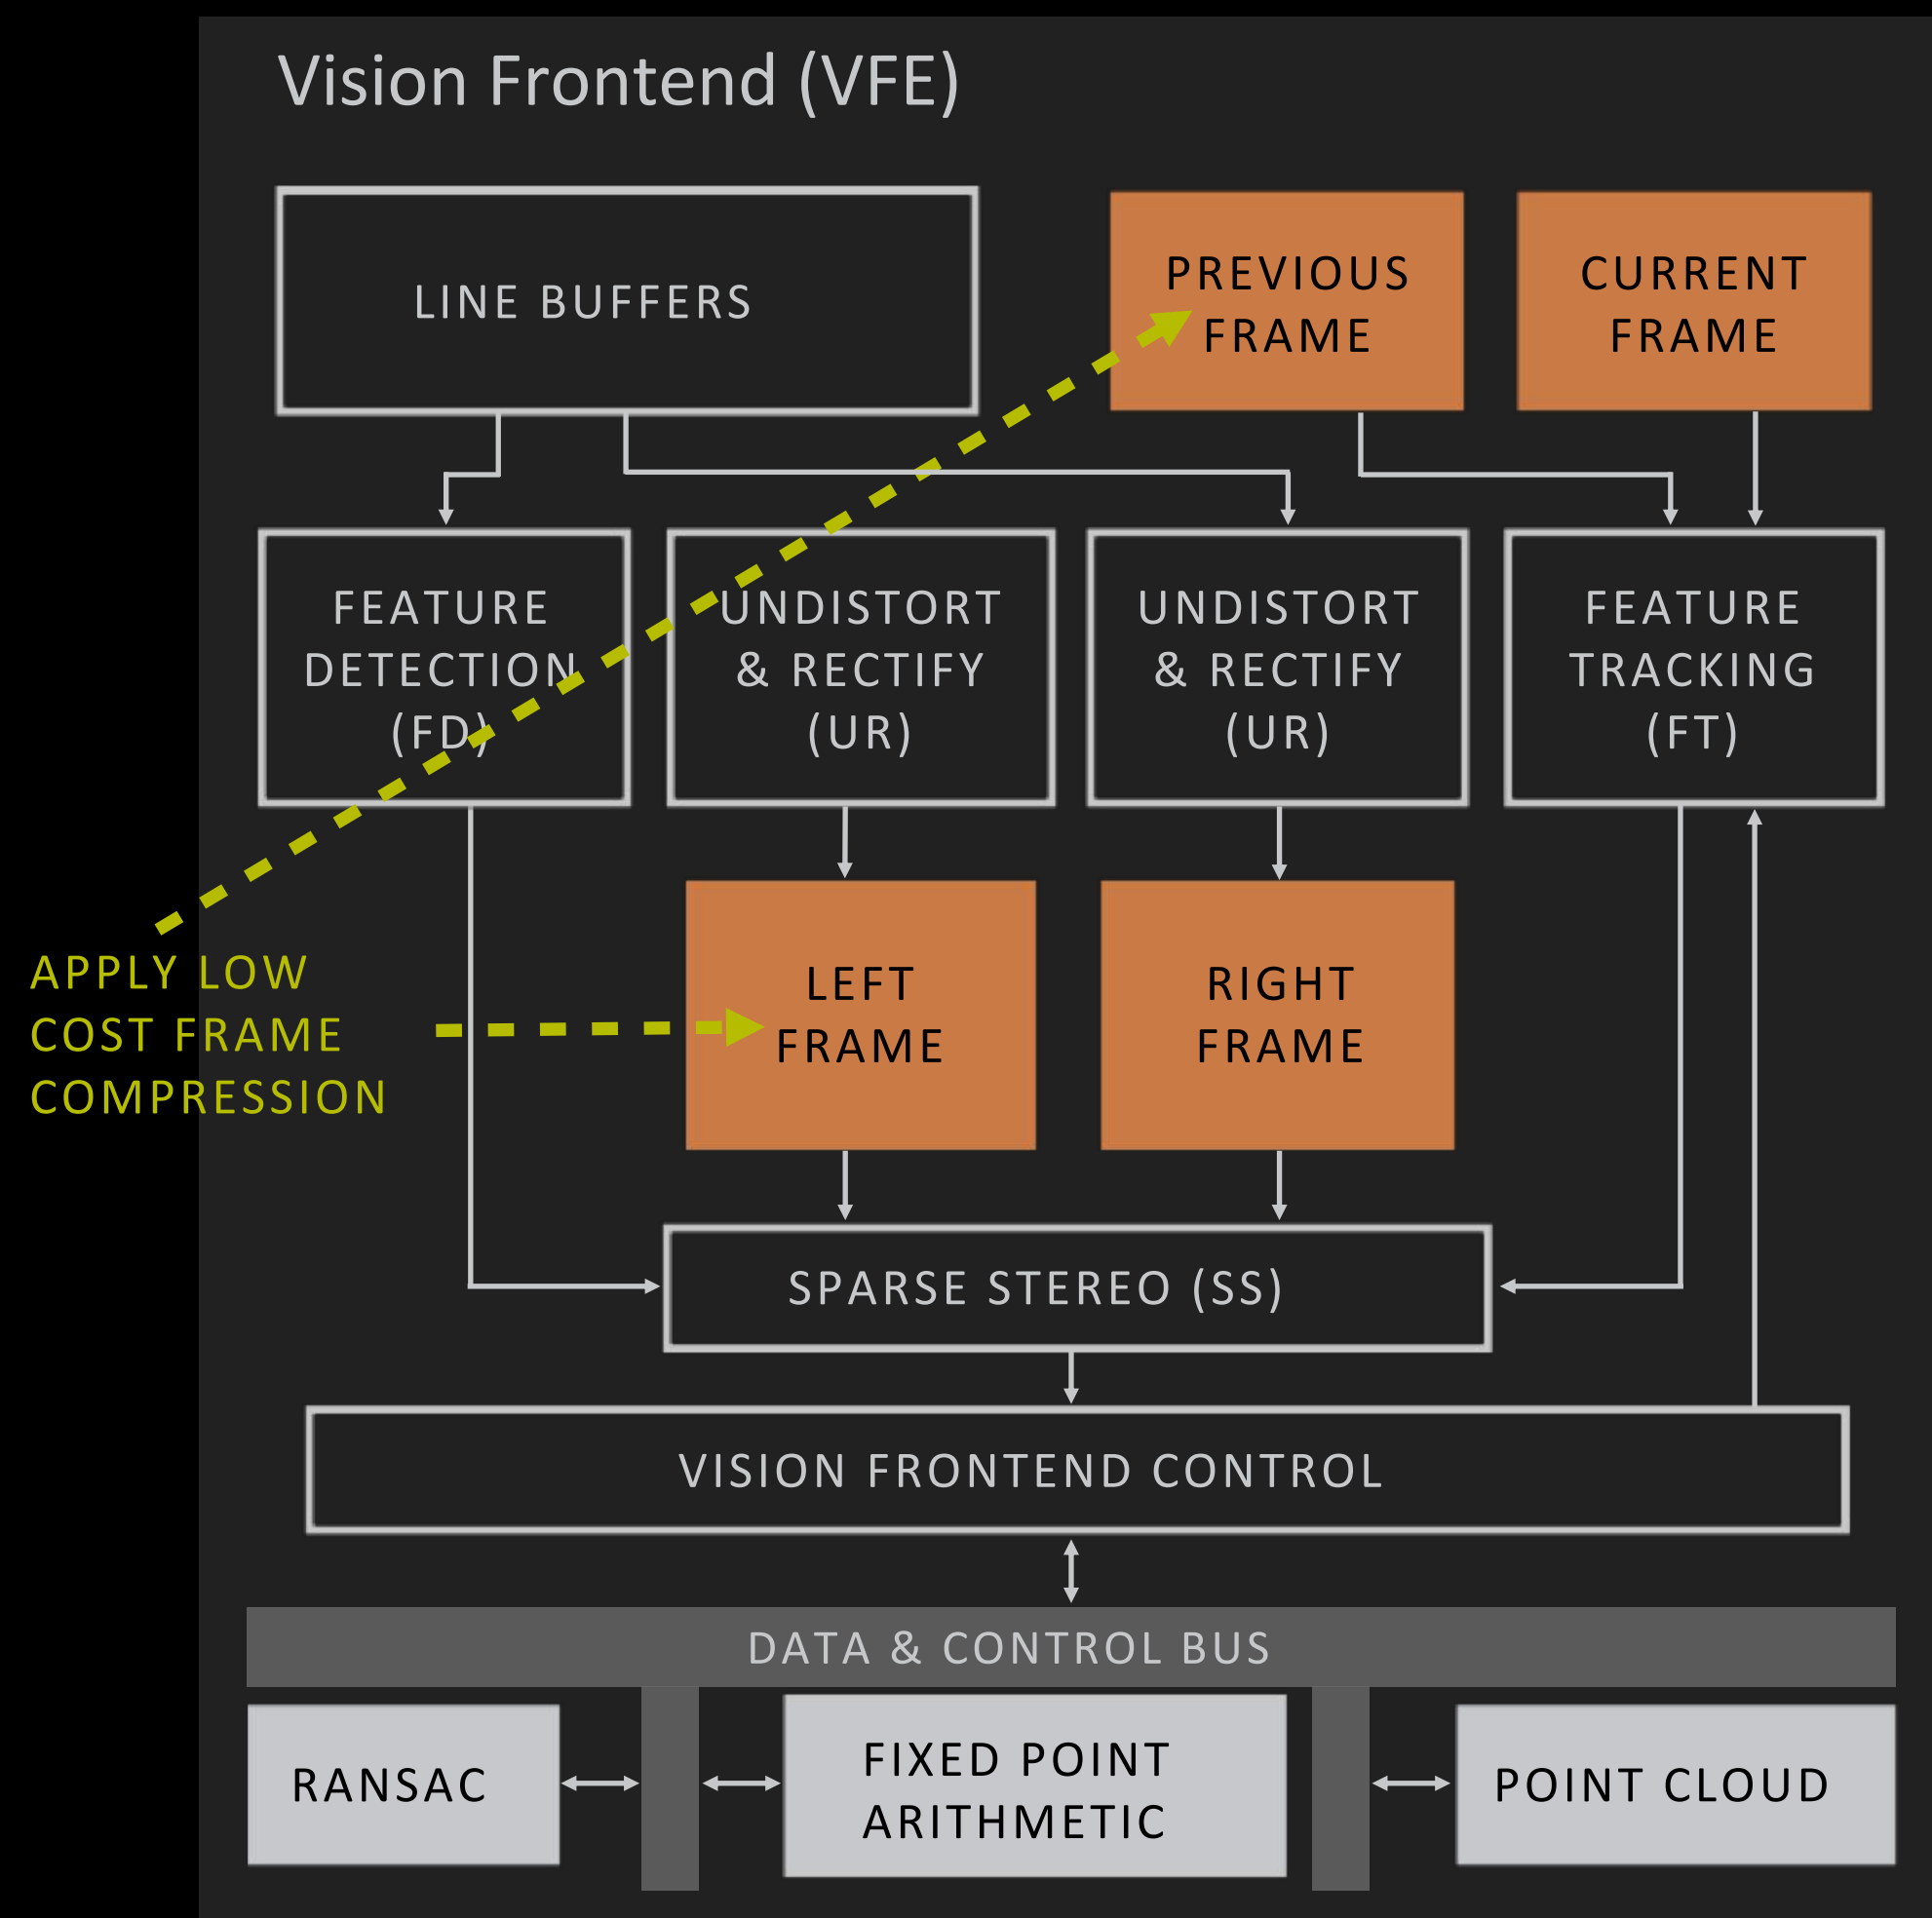 Vision Frontend (VFE)
LINE BUFFERS
PREVIOUS
FRAME
CURRENT
FRAME
FEATURE
DETECTION
(FD)
UNDISTORT
& RECTIFY
(UR)
UNDISTORT
& RECTIFY
(UR)
FEATURE
TRACKING
(FT)
APPLY LOW
COST FRAME
COMPRESSION
LEFT
FRAME
RIGHT
FRAME
SPARSE STEREO (SS)
VISION FRONTEND CONTROL
DATA & CONTROL BUS
RANSAC
FIXED POINT
ARITHMETIC
POINT CLOUD